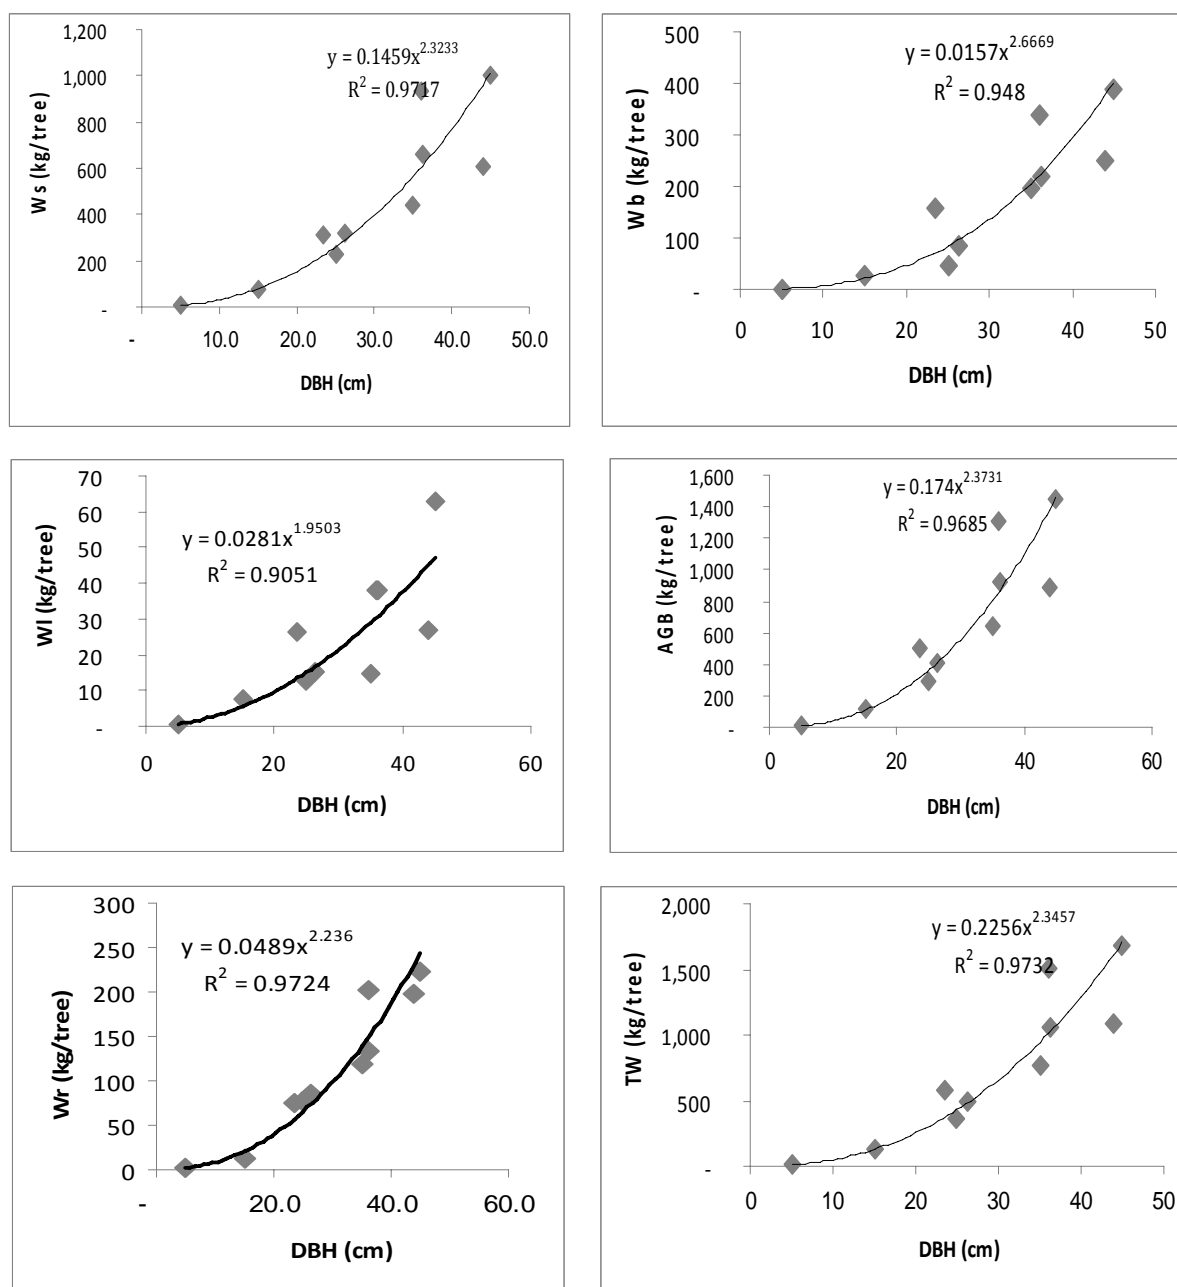 1,200
1,000
800
600
400
200
-
Ws (kg/tree)
y = 0.1459x^2.3233
R² = 0.9717
- 10.0 20.0 30.0 40.0 50.0
DBH (cm)
500
400
300
200
100
-
Wb (kg/tree)
y = 0.0157x^2.6669
R² = 0.948
0 10 20 30 40 50
DBH (cm)
70
60
50
40
30
20
10
-
Wl (kg/tree)
y = 0.0281x^1.9503
R² = 0.9051
0 20 40 60
DBH (cm)
1,600
1,400
1,200
1,000
800
600
400
200
-
AGB (kg/tree)
y = 0.174x^2.3731
R² = 0.9685
0 20 40 60
DBH (cm)
300
250
200
150
100
50
0
Wr (kg/tree)
y = 0.0489x^2.236
R² = 0.9724
- 20.0 40.0 60.0
DBH (cm)
2,000
1,500
1,000
500
-
TW (kg/tree)
y = 0.2256x^2.3457
R² = 0.9732
0 10 20 30 40 50
DBH (cm)